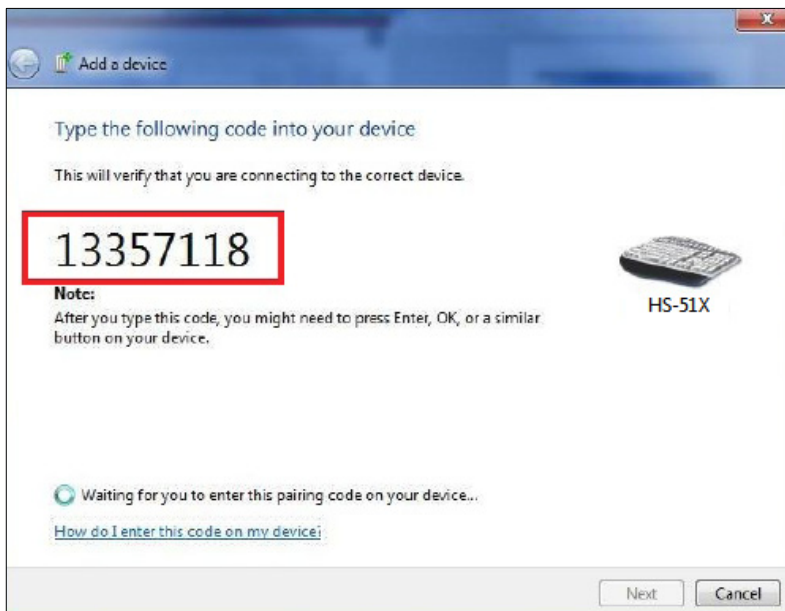 Add a device
Type the following code into your device
This will verify that you are connecting to the correct device.
13357118
Note:
After you type this code, you might need to press Enter, OK, or a similar
button on your device.
HS-51X
Waiting for you to enter this pairing code on your device...
How do I enter this code on my device?
Next
Cancel